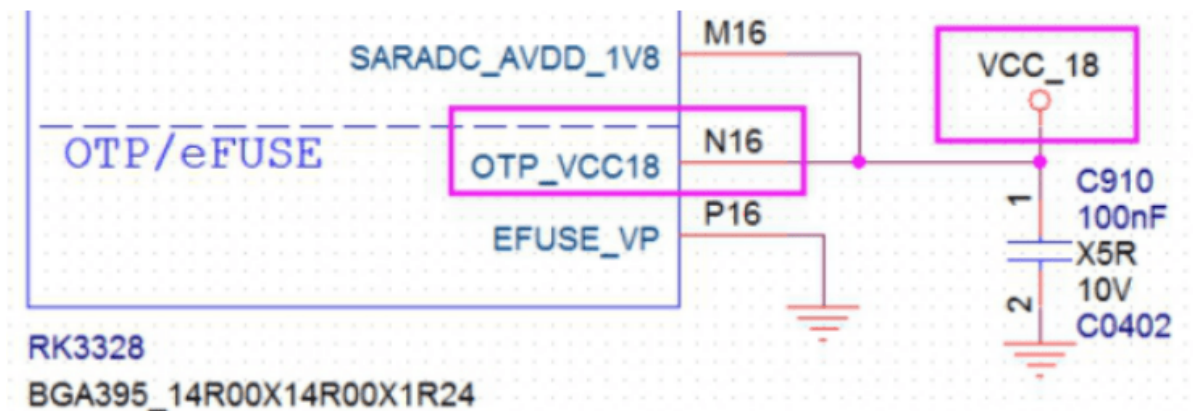 M16
SARADC_AVDD_1V8
VCC_18
OTP/eFUSE
N16
OTP_VCC18
P16
EFUSE_VP
1
C910
100nF
X5R
10V
2
C0402
RK3328
BGA395_14R00X14R00X1R24